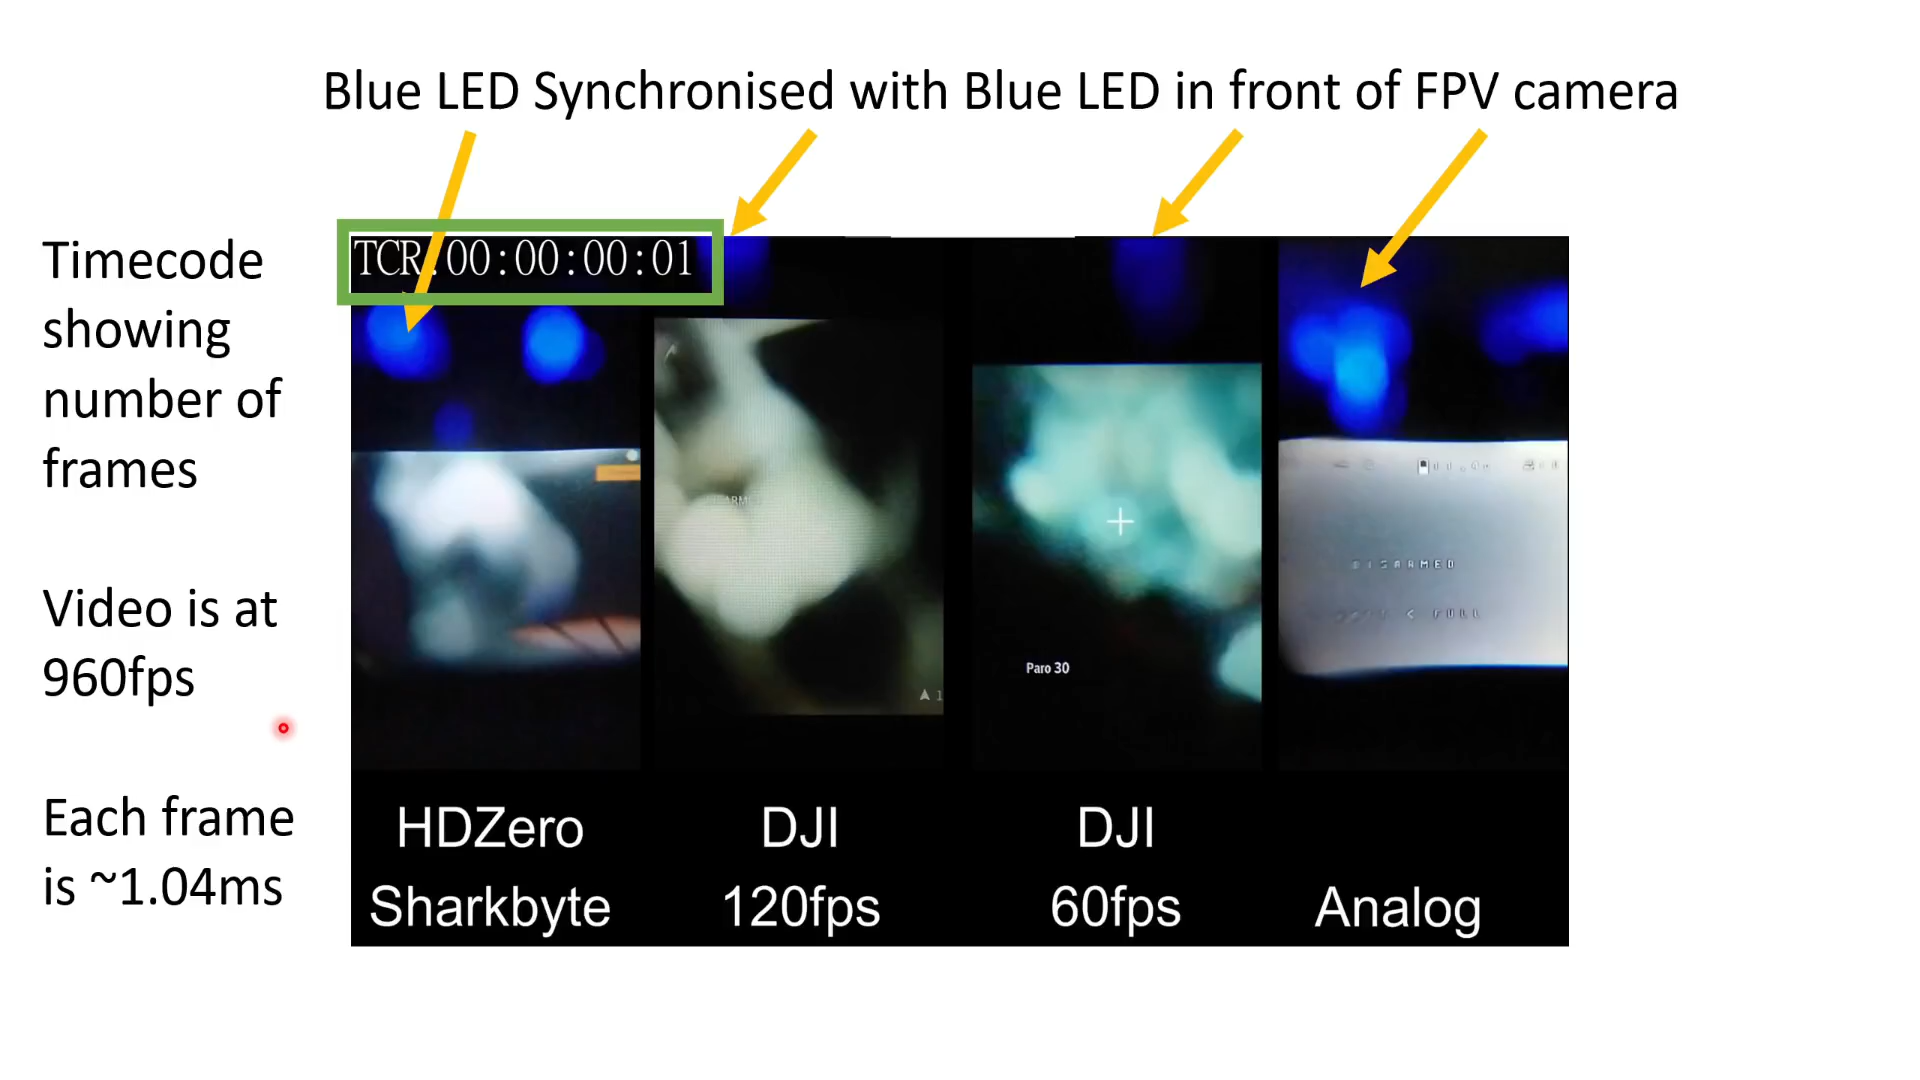 Blue LED Synchronised with Blue LED in front of FPV camera
Timecode
showing
number of
frames
Video is at
960fps
Each frame
is ~1.04ms
TCR:00:00:00:01
DISARMED
FULL
Paro 30
HDZero
Sharkbyte
DJI
120fps
DJI
60fps
Analog